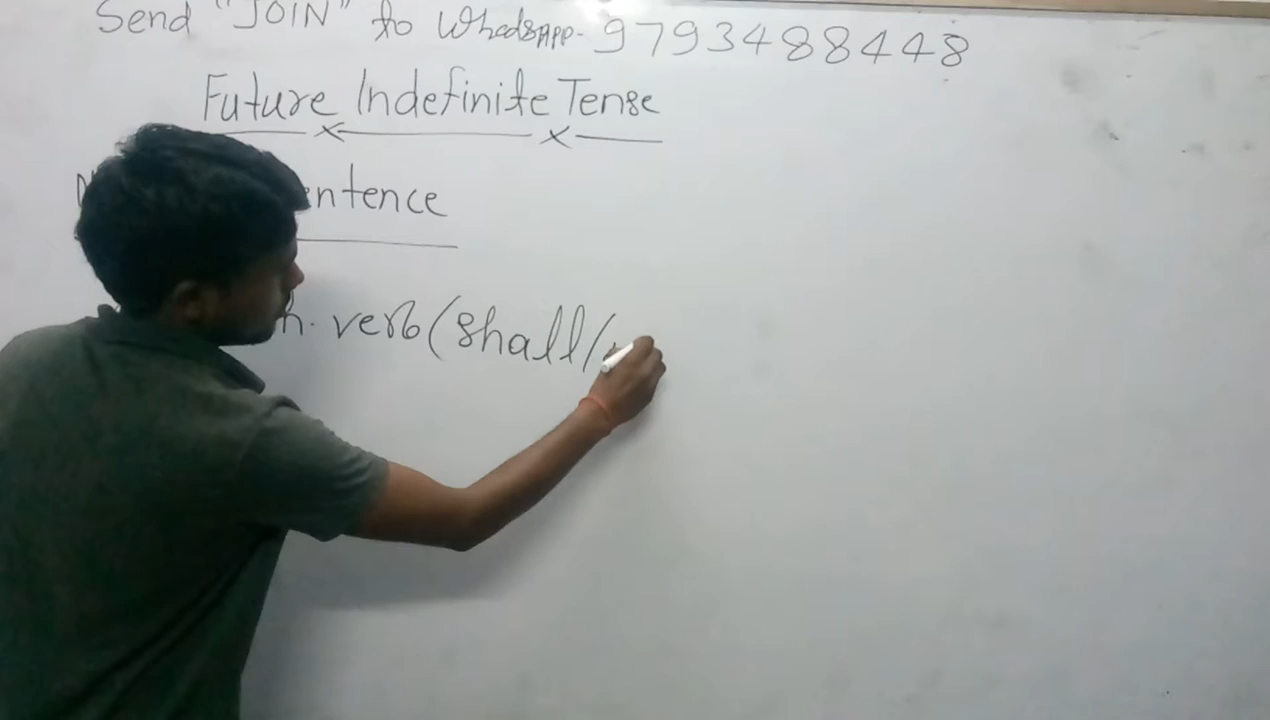 Send "JOIN" to WhatsApp- 9793488448
Future Indefinite Tense
entence
h. verb (shall/